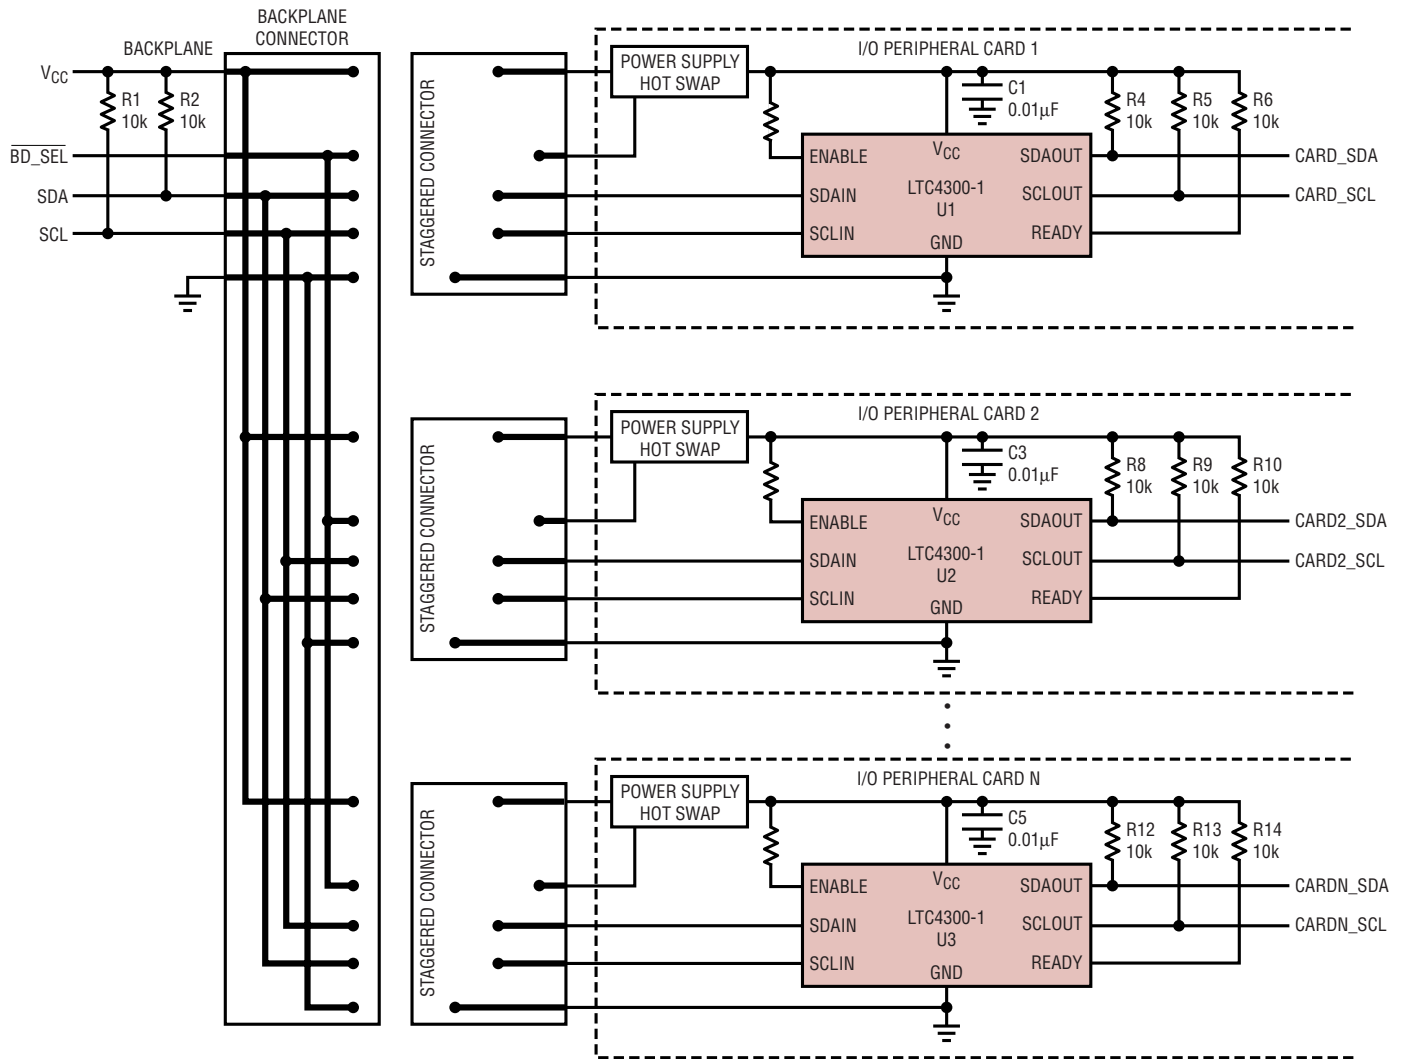 BACKPLANE
CONNECTOR
BACKPLANE
VCC
R1
10k
R2
10k
BD_SEL
SDA
SCL
STAGGERED CONNECTOR
I/O PERIPHERAL CARD 1
POWER SUPPLY
HOT SWAP
C1
0.01μF
R4
10k
R5
10k
R6
10k
ENABLE
VCC
SDAOUT
CARD_SDA
SDAIN
LTC4300-1
U1
SCLOUT
CARD_SCL
SCLIN
GND
READY
STAGGERED CONNECTOR
I/O PERIPHERAL CARD 2
POWER SUPPLY
HOT SWAP
C3
0.01μF
R8
10k
R9
10k
R10
10k
ENABLE
VCC
SDAOUT
CARD2_SDA
SDAIN
LTC4300-1
U2
SCLOUT
CARD2_SCL
SCLIN
GND
READY
STAGGERED CONNECTOR
I/O PERIPHERAL CARD N
POWER SUPPLY
HOT SWAP
C5
0.01μF
R12
10k
R13
10k
R14
10k
ENABLE
VCC
SDAOUT
CARDN_SDA
SDAIN
LTC4300-1
U3
SCLOUT
CARDN_SCL
SCLIN
GND
READY